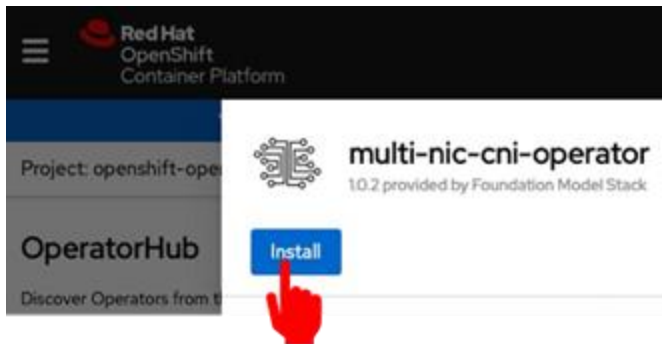 Red Hat
OpenShift
Container Platform
Project: openshift-ope
multi-nic-cni-operator
1.0.2 provided by Foundation Model Stack
OperatorHub
Install
Discover Operators from t